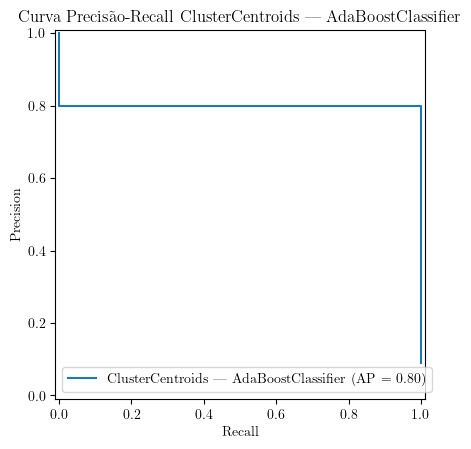 Curva Precisão-Recall ClusterCentroids — AdaBoostClassifier
1.0
0.8
0.6
0.4
0.2
0.0
Precision
ClusterCentroids — AdaBoostClassifier (AP = 0.80)
0.0 0.2 0.4 0.6 0.8 1.0
Recall